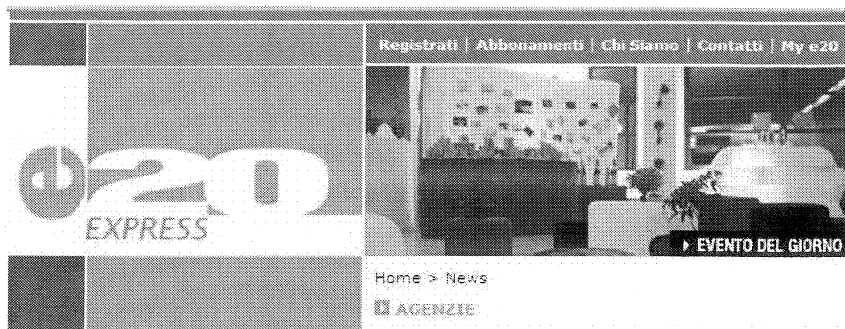 Registrati | Abbonamenti | Chi Siamo | Contatti | My e20
e20
EXPRESS
EVENTO DEL GIORNO
Home > News
AGENZIE